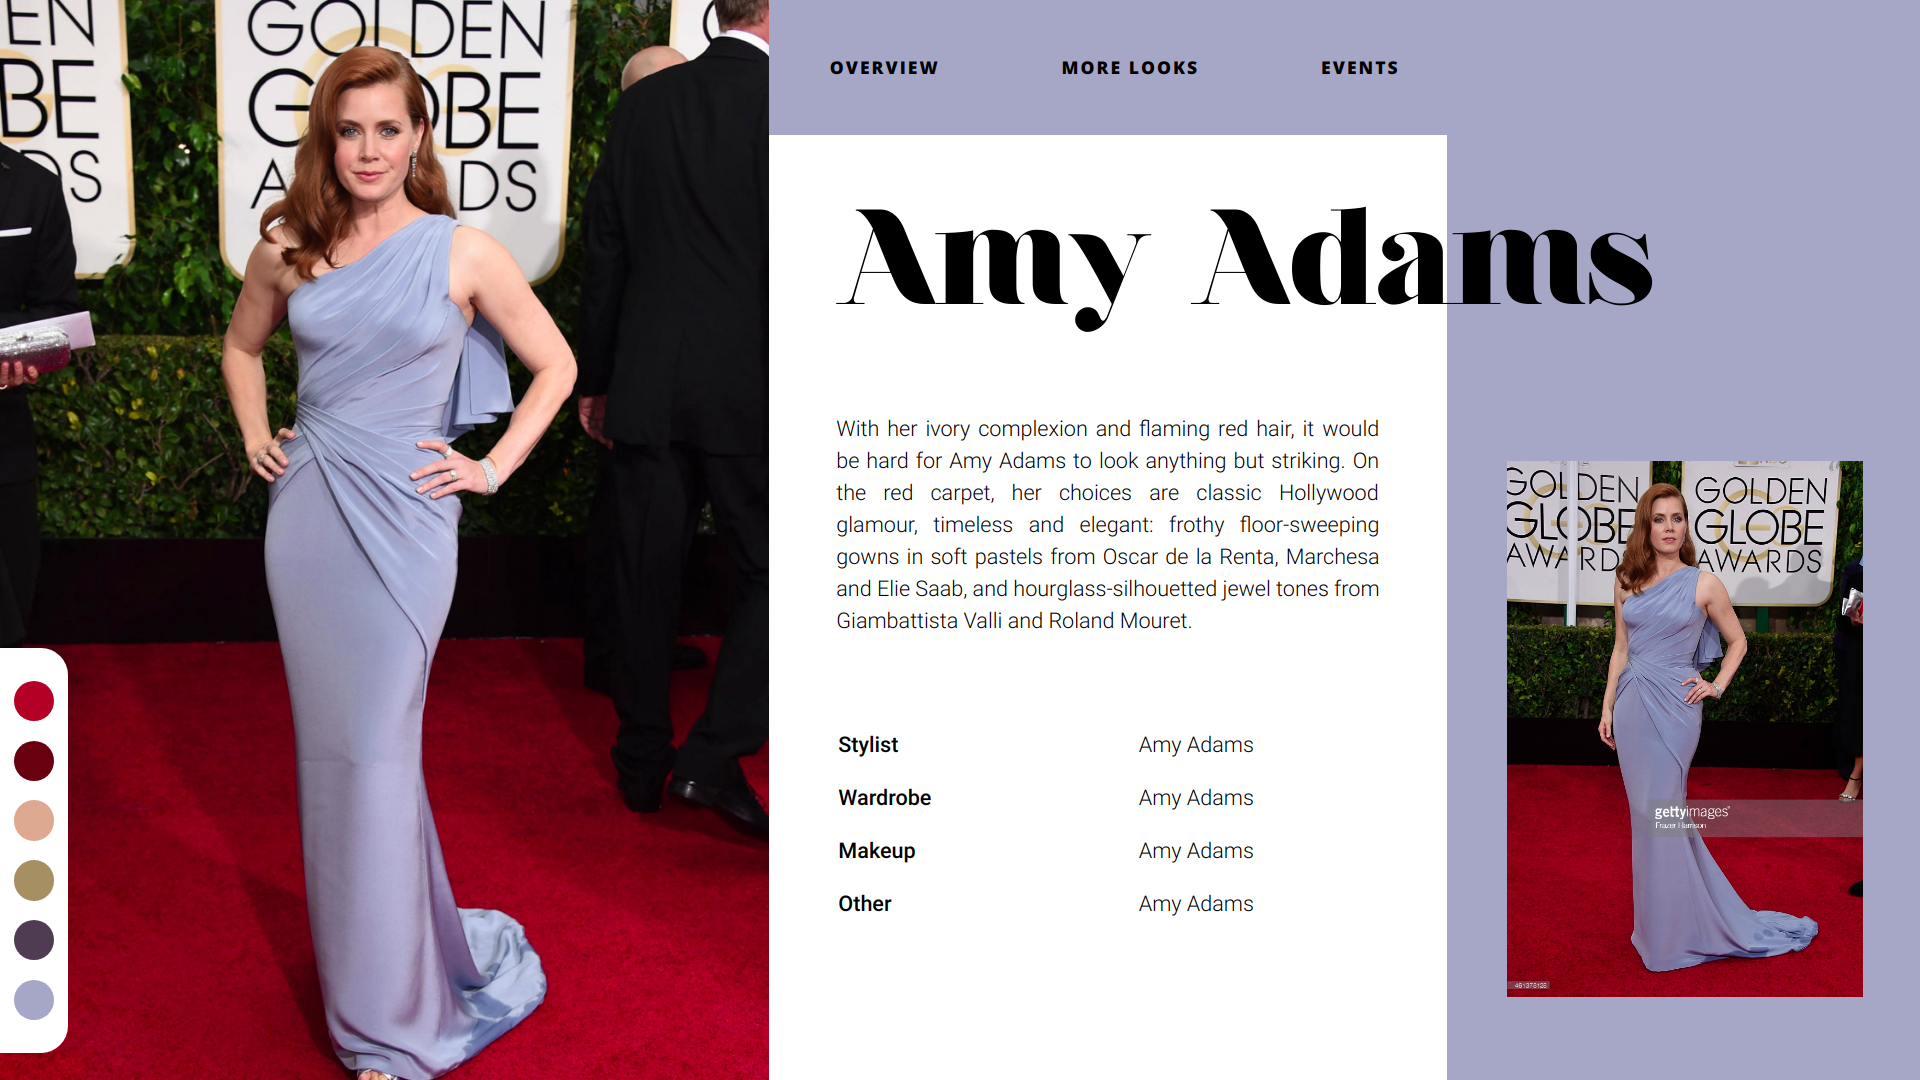 EN
BE
DS
GOLDEN
GLOBE
A DS
OVERVIEW
MORE LOOKS
EVENTS
Amy Adams
With her ivory complexion and flaming red hair, it would
be hard for Amy Adams to look anything but striking. On
the red carpet, her choices are classic Hollywood
glamour, timeless and elegant: frothy floor-sweeping
gowns in soft pastels from Oscar de la Renta, Marchesa
and Elie Saab, and hourglass-silhouetted jewel tones from
Giambattista Valli and Roland Mouret.
Stylist Amy Adams
Wardrobe Amy Adams
Makeup Amy Adams
Other Amy Adams
GOLDEN
GLOBE
AWARDS
GOLDEN
GLOBE
AWARDS
gettyimages
Frazer Harrison